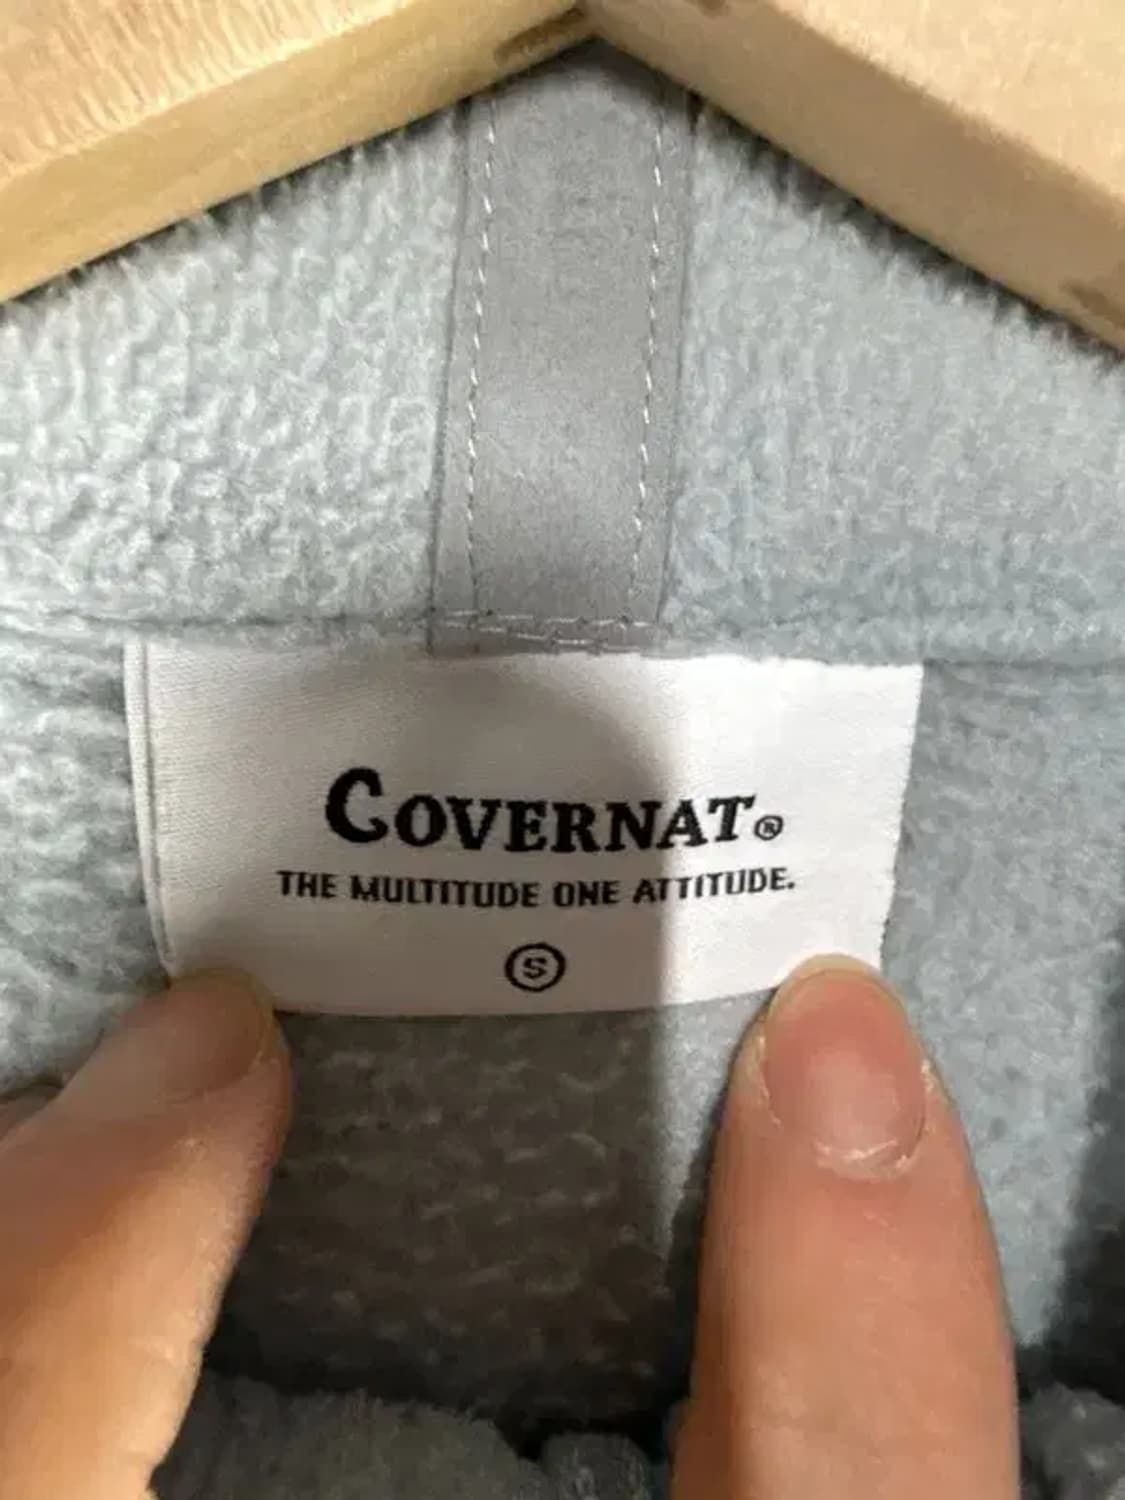 COVERNAT®
THE MULTITUDE ONE ATTITUDE.
S